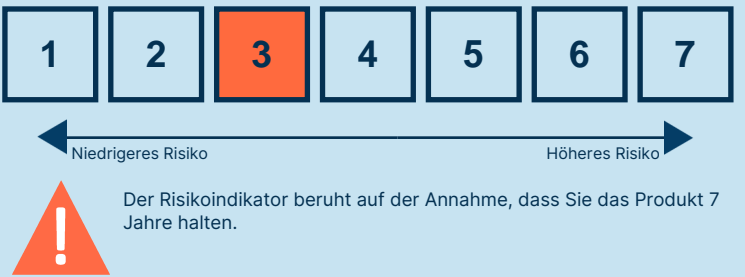 1 2 3 4 5 6 7
Niedrigeres Risiko Höheres Risiko
Der Risikoindikator beruht auf der Annahme, dass Sie das Produkt 7
Jahre halten.